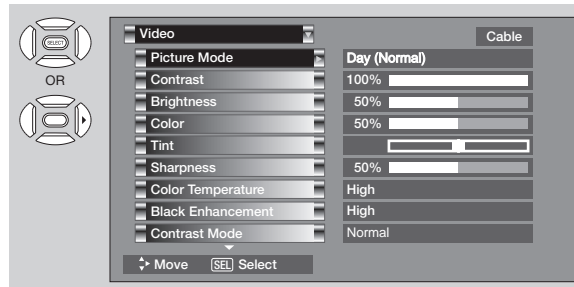 SELECT
OR
Video
Cable
Picture Mode Day (Normal)
Contrast 100%
Brightness 50%
Color 50%
Tint
Sharpness 50%
Color Temperature High
Black Enhancement High
Contrast Mode Normal
Move SEL Select